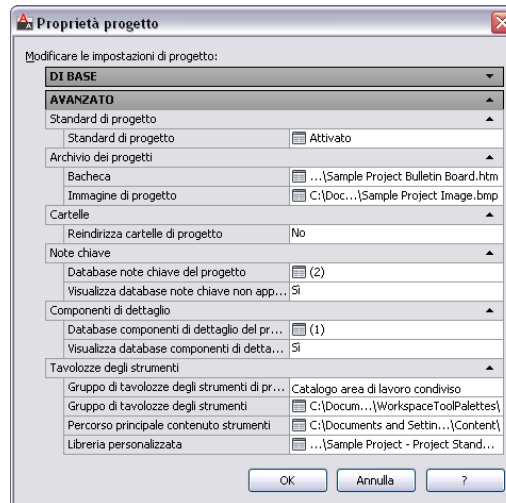 Proprietà progetto
Modificare le impostazioni di progetto:
DI BASE
AVANZATO
Standard di progetto
Standard di progetto Attivato
Archivio dei progetti
Bacheca ...\Sample Project Bulletin Board.htm
Immagine di progetto C:\Doc...\Sample Project Image.bmp
Cartelle
Reindirizza cartelle di progetto No
Note chiave
Database note chiave del progetto (2)
Visualizza database note chiave non app... Sì
Componenti di dettaglio
Database componenti di dettaglio del pr... (1)
Visualizza database componenti di detta... Sì
Tavolozze degli strumenti
Gruppo di tavolozze degli strumenti di pr... Catalogo area di lavoro condiviso
Gruppo di tavolozze degli strumenti C:\Docum...\WorkspaceToolPalettes\
Percorso principale contenuto strumenti C:\Documents and Settin...\Content\
Libreria personalizzata ...\Sample Project - Project Stand...
OK Annulla ?